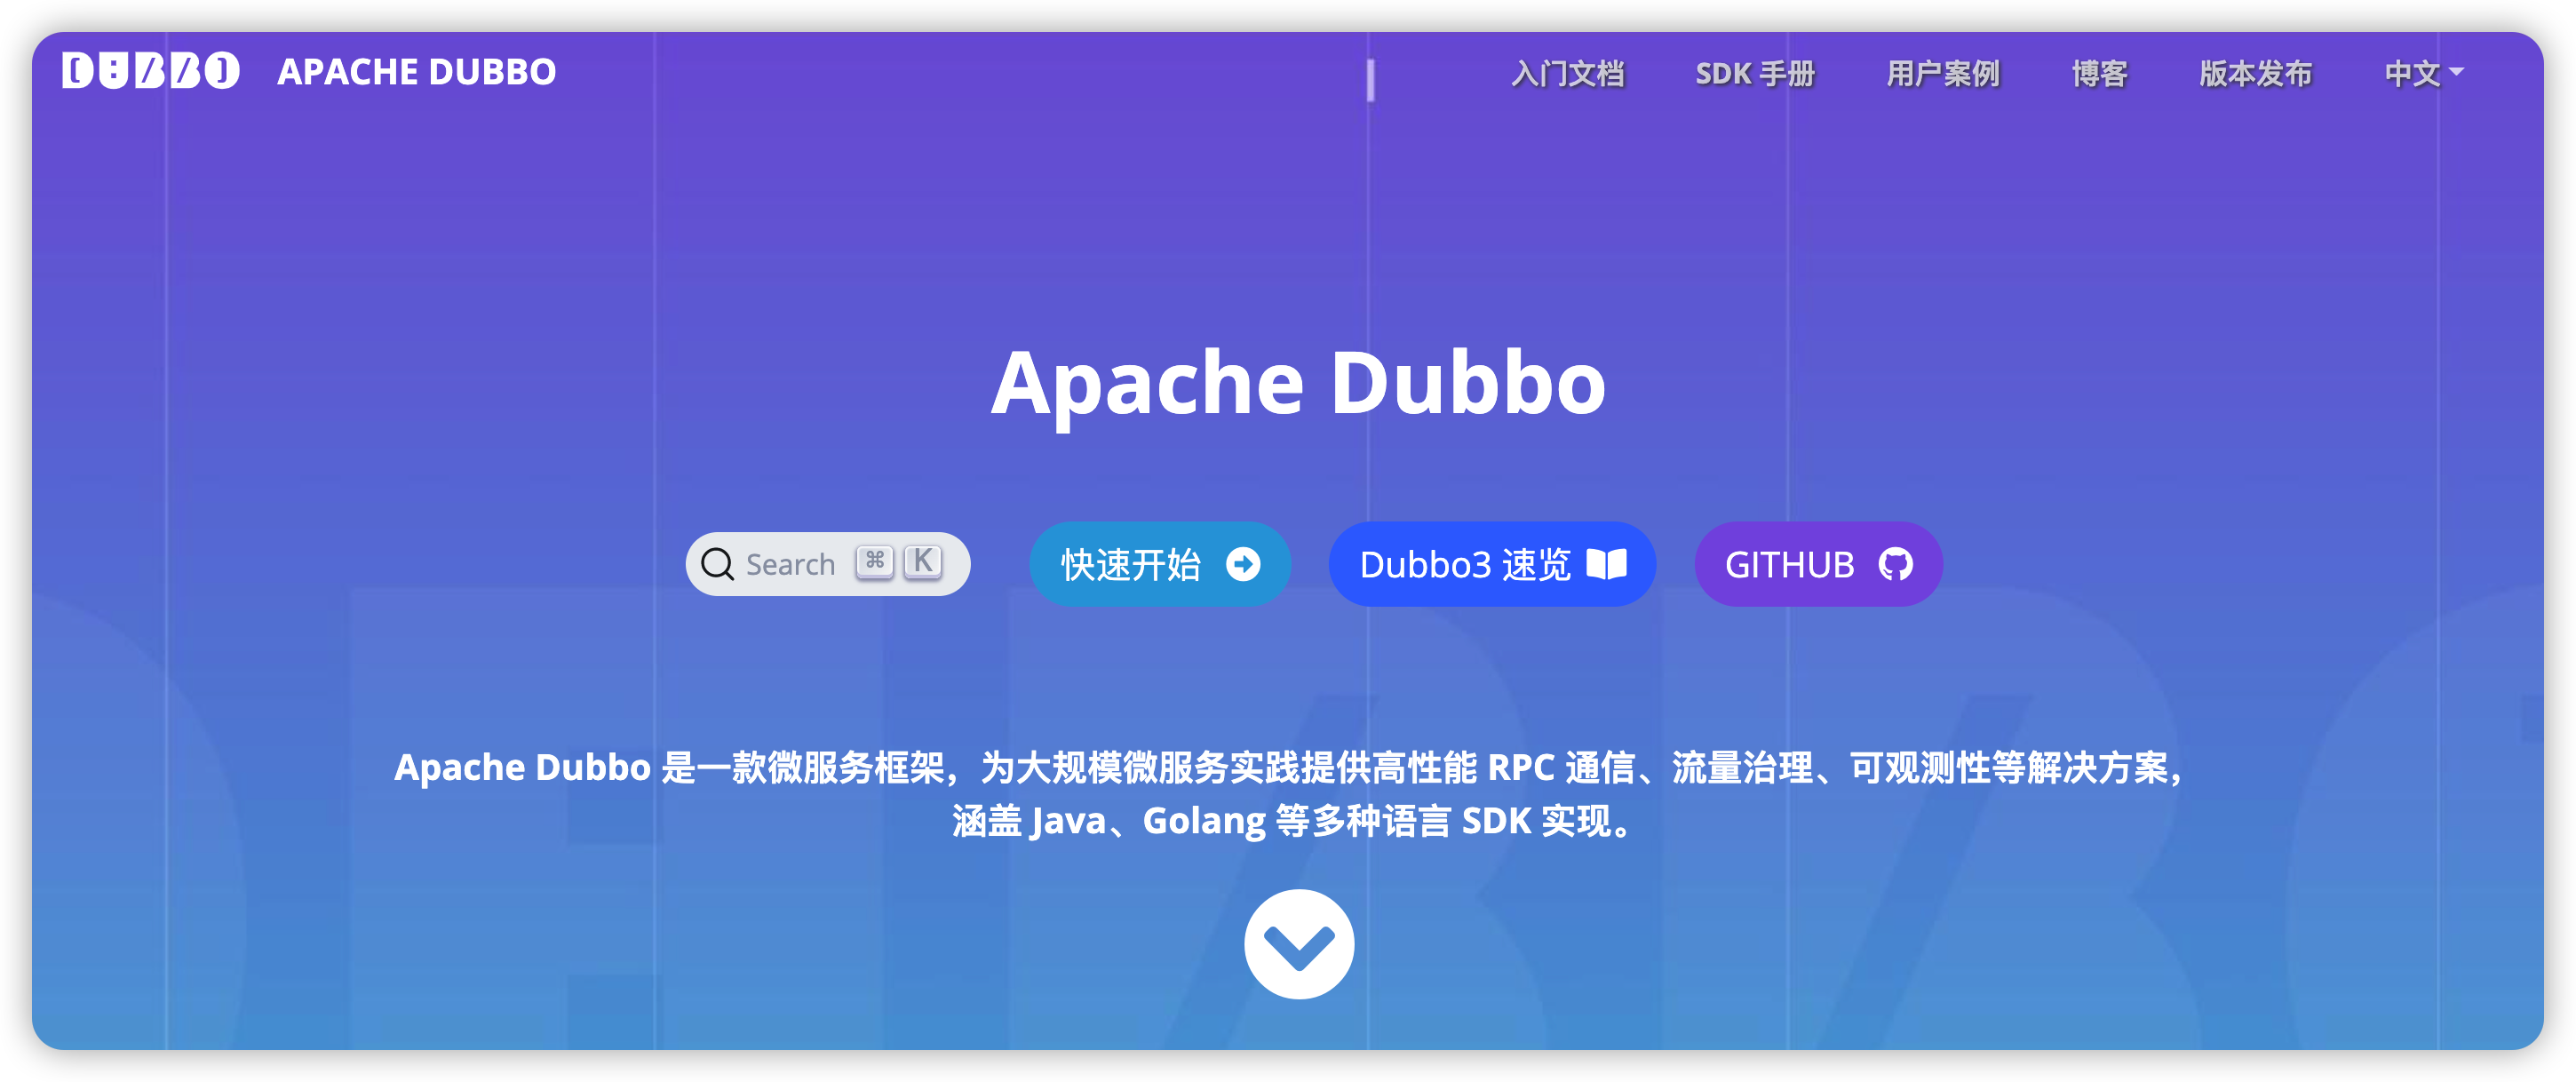 DUBBO APACHE DUBBO 入门文档 SDK 手册 用户案例 博客 版本发布 中文
Apache Dubbo
Search ⌘ K 快速开始 Dubbo3 速览 GITHUB
Apache Dubbo 是一款微服务框架，为大规模微服务实践提供高性能 RPC 通信、流量治理、可观测性等解决方案，
涵盖 Java、Golang 等多种语言 SDK 实现。